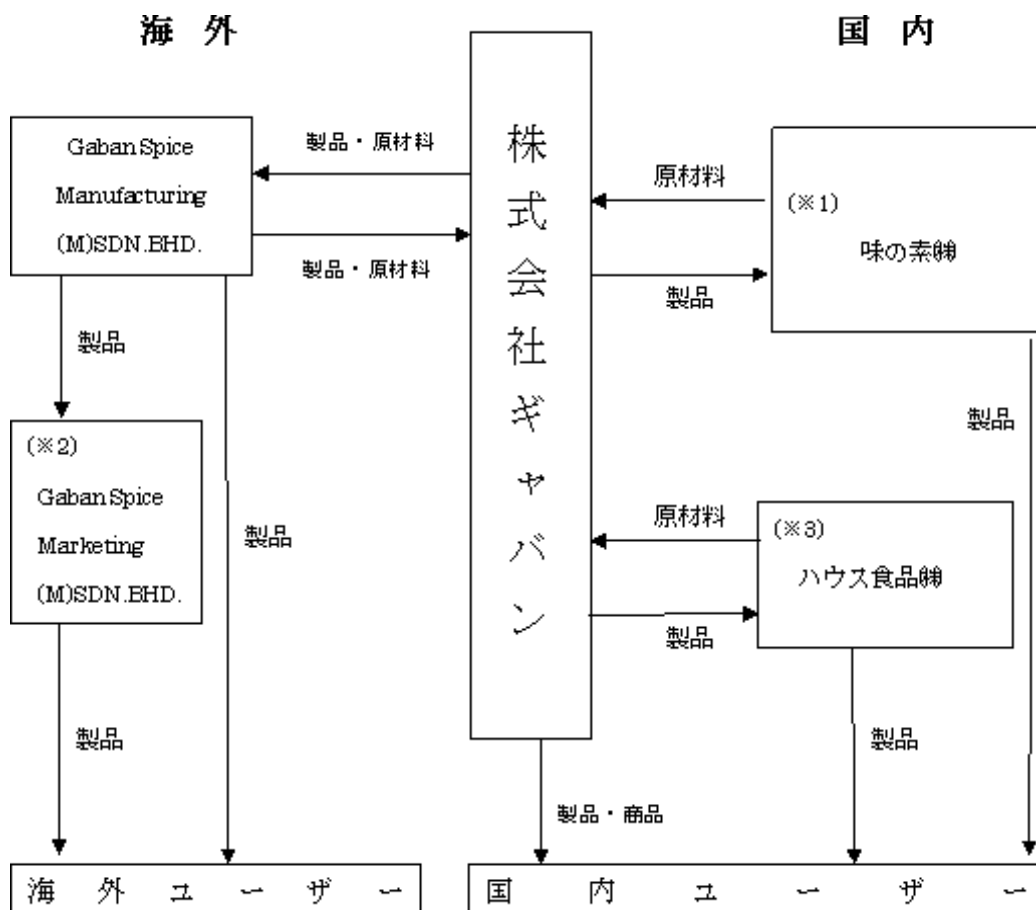 海 外
国 内
Gaban Spice
Manufacturing
(M)SDN.BHD.
製品・原材料
製品・原材料
株式会社ギャバン
原材料
製品
(※1)
味の素㈱
製品
(※2)
Gaban Spice
Marketing
(M)SDN.BHD.
製品
製品
原材料
製品
(※3)
ハウス食品㈱
製品
製品
製品・商品
海 外 ユ ー ザ ー
国 内 ユ ー ザ ー